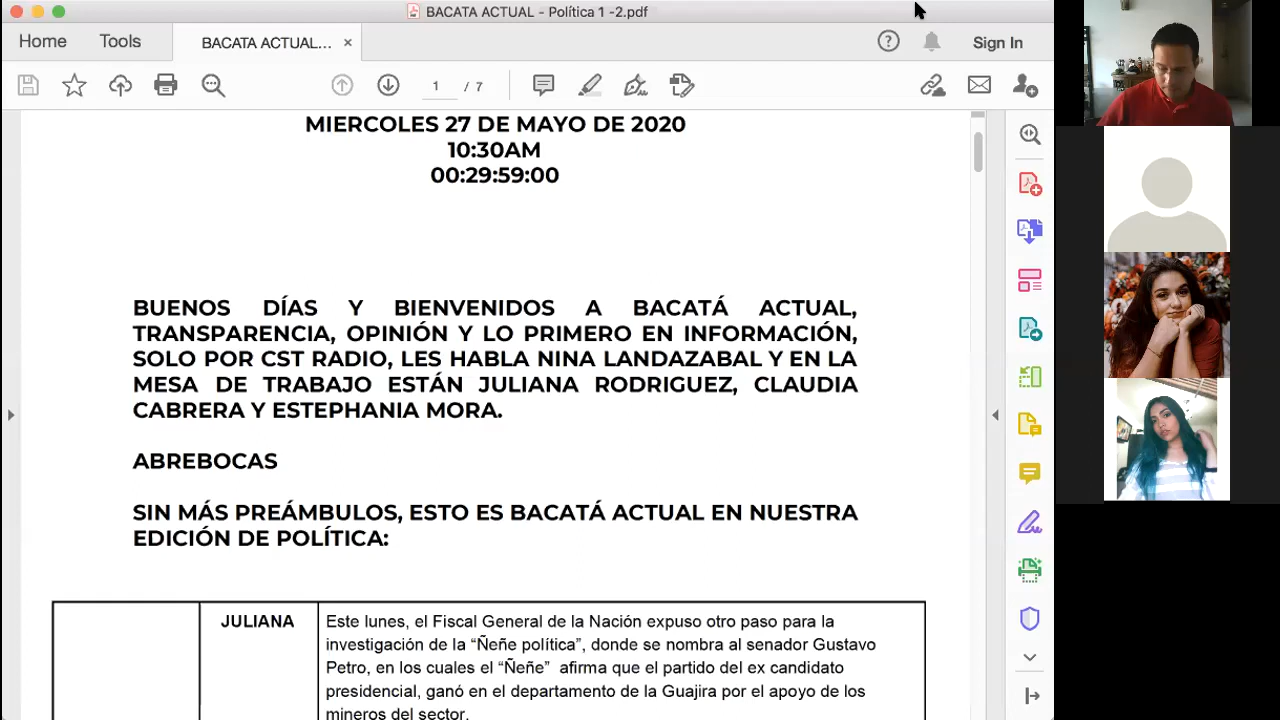 BACATA ACTUAL - Política 1 -2.pdf
Home
Tools
BACATA ACTUAL... ×
Sign In
1 / 7
MIERCOLES 27 DE MAYO DE 2020
10:30AM
00:29:59:00
BUENOS DÍAS Y BIENVENIDOS A BACATÁ ACTUAL,
TRANSPARENCIA, OPINIÓN Y LO PRIMERO EN INFORMACIÓN,
SOLO POR CST RADIO, LES HABLA NINA LANDAZABAL Y EN LA
MESA DE TRABAJO ESTÁN JULIANA RODRIGUEZ, CLAUDIA
CABRERA Y ESTEPHANIA MORA.
ABREBOCAS
SIN MÁS PREÁMBULOS, ESTO ES BACATÁ ACTUAL EN NUESTRA
EDICIÓN DE POLÍTICA:
JULIANA
Este lunes, el Fiscal General de la Nación expuso otro paso para la
investigación de la “Ñeñe política”, donde se nombra al senador Gustavo
Petro, en los cuales el “Ñeñe” afirma que el partido del ex candidato
presidencial, ganó en el departamento de la Guajira por el apoyo de los
mineros del sector.